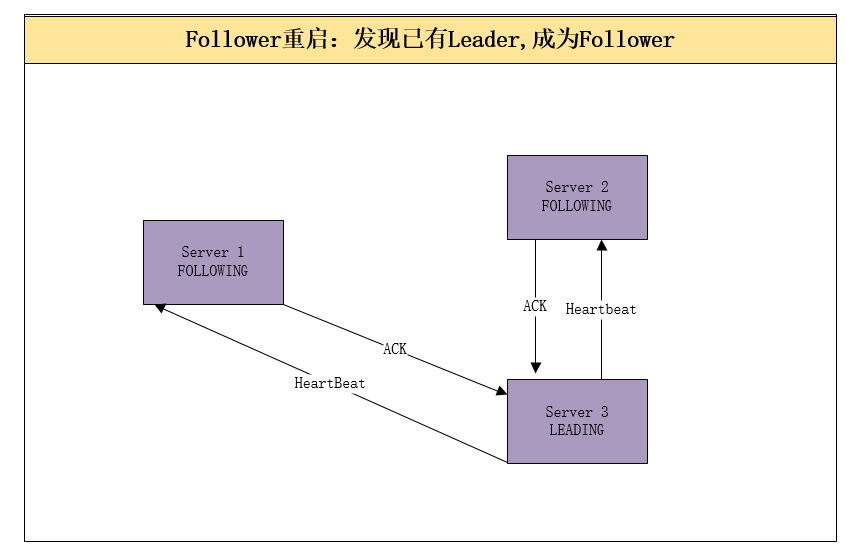 Follower重启: 发现已有Leader,成为Follower
Server 2
FOLLOWING
Server 1
FOLLOWING
ACK
Heartbeat
ACK
HeartBeat
Server 3
LEADING